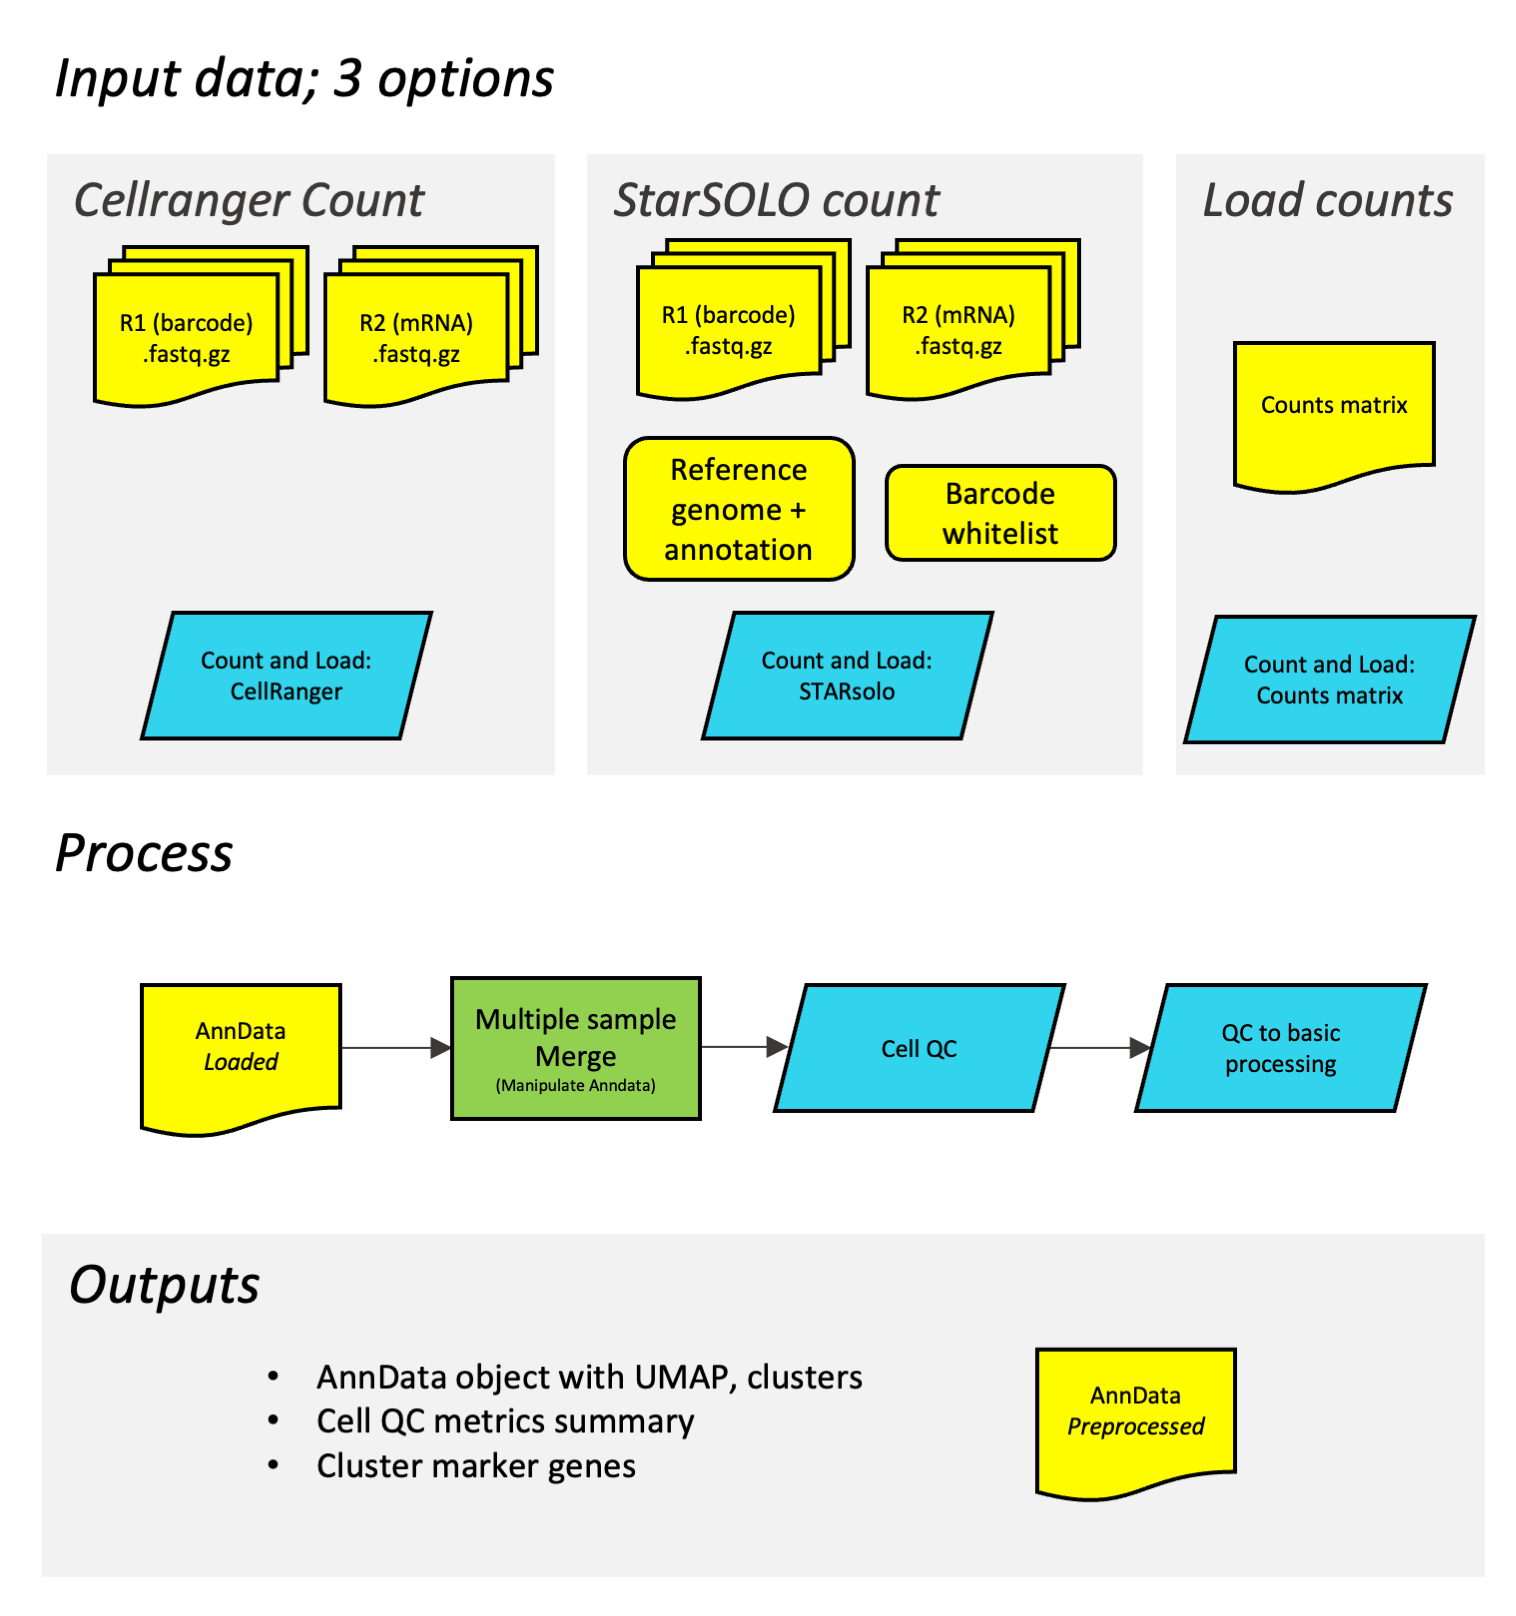 Input data; 3 options
Cellranger Count
R1 (barcode)
.fastq.gz
R2 (mRNA)
.fastq.gz
Count and Load:
CellRanger
StarSOLO count
R1 (barcode)
.fastq.gz
R2 (mRNA)
.fastq.gz
Reference
genome +
annotation
Barcode
whitelist
Count and Load:
STARsolo
Load counts
Counts matrix
Count and Load:
Counts matrix
Process
AnnData
Loaded
Multiple sample
Merge
(Manipulate Anndata)
Cell QC
QC to basic
processing
Outputs
• AnnData object with UMAP, clusters
• Cell QC metrics summary
• Cluster marker genes
AnnData
Preprocessed